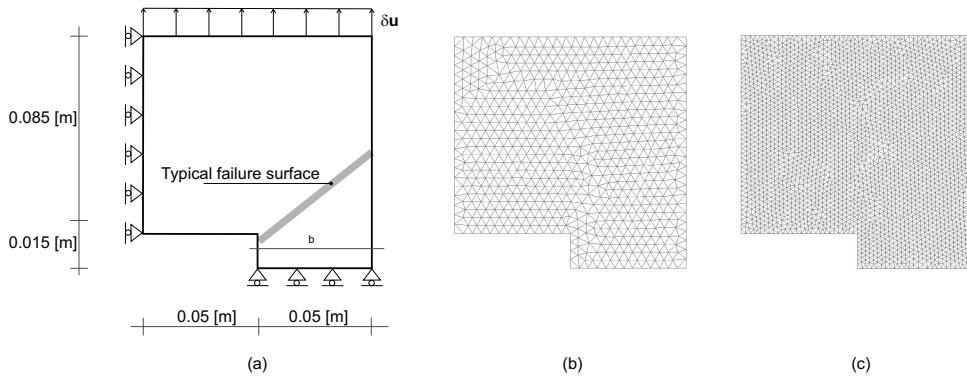 δu
0.085 [m]
Typical failure surface
0.015 [m]
b
0.05 [m]
0.05 [m]
(a)
(b)
(c)